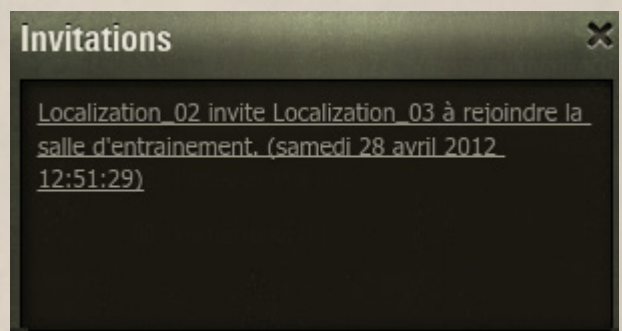 Invitations
Localization_02 invite Localization_03 à rejoindre la
salle d'entrainement. (samedi 28 avril 2012
12:51:29)